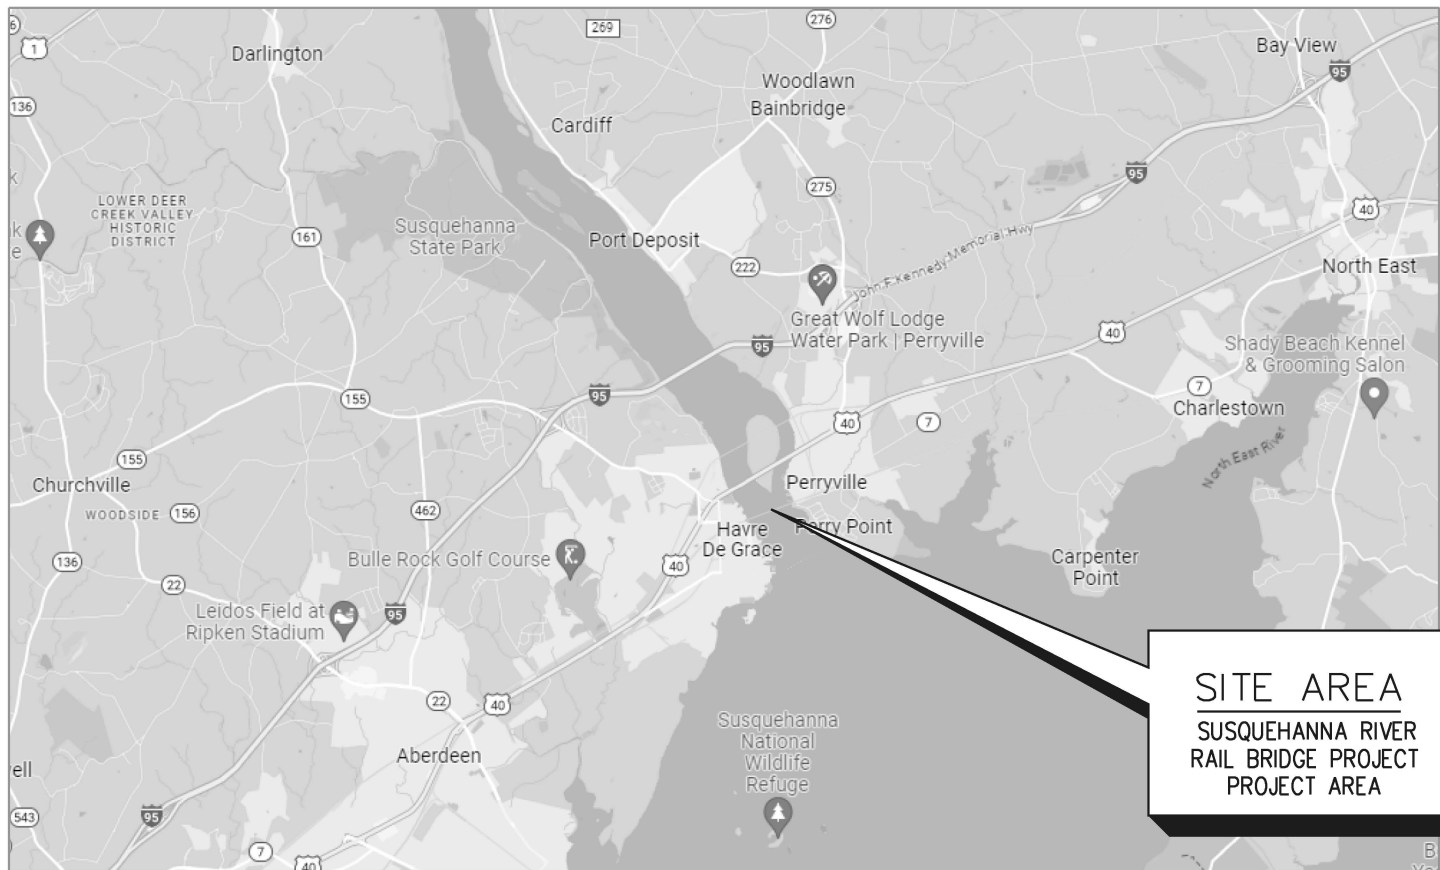 6
1
Darlington
269
276
Bay View
95
136
Woodlawn
Bainbridge
Cardiff
95
k
LOWER DEER
CREEK VALLEY
HISTORIC
DISTRICT
275
40
k
e
161
Susquehanna
State Park
Port Deposit
222
John F Kennedy Memorial Hwy
North East
Great Wolf Lodge
Water Park | Perryville
40
95
Shady Beach Kennel
& Grooming Salon
155
95
7
Charlestown
40
7
North East River
155
Churchville
WOODSIDE
156
462
Perryville
Havre
De Grace
Perry Point
136
22
Bulle Rock Golf Course
40
Carpenter
Point
Leidos Field at
Ripken Stadium
95
SITE AREA
SUSQUEHANNA RIVER
RAIL BRIDGE PROJECT
PROJECT AREA
22
40
Susquehanna
National
Wildlife
Refuge
Aberdeen
ell
543
95
7
40
B